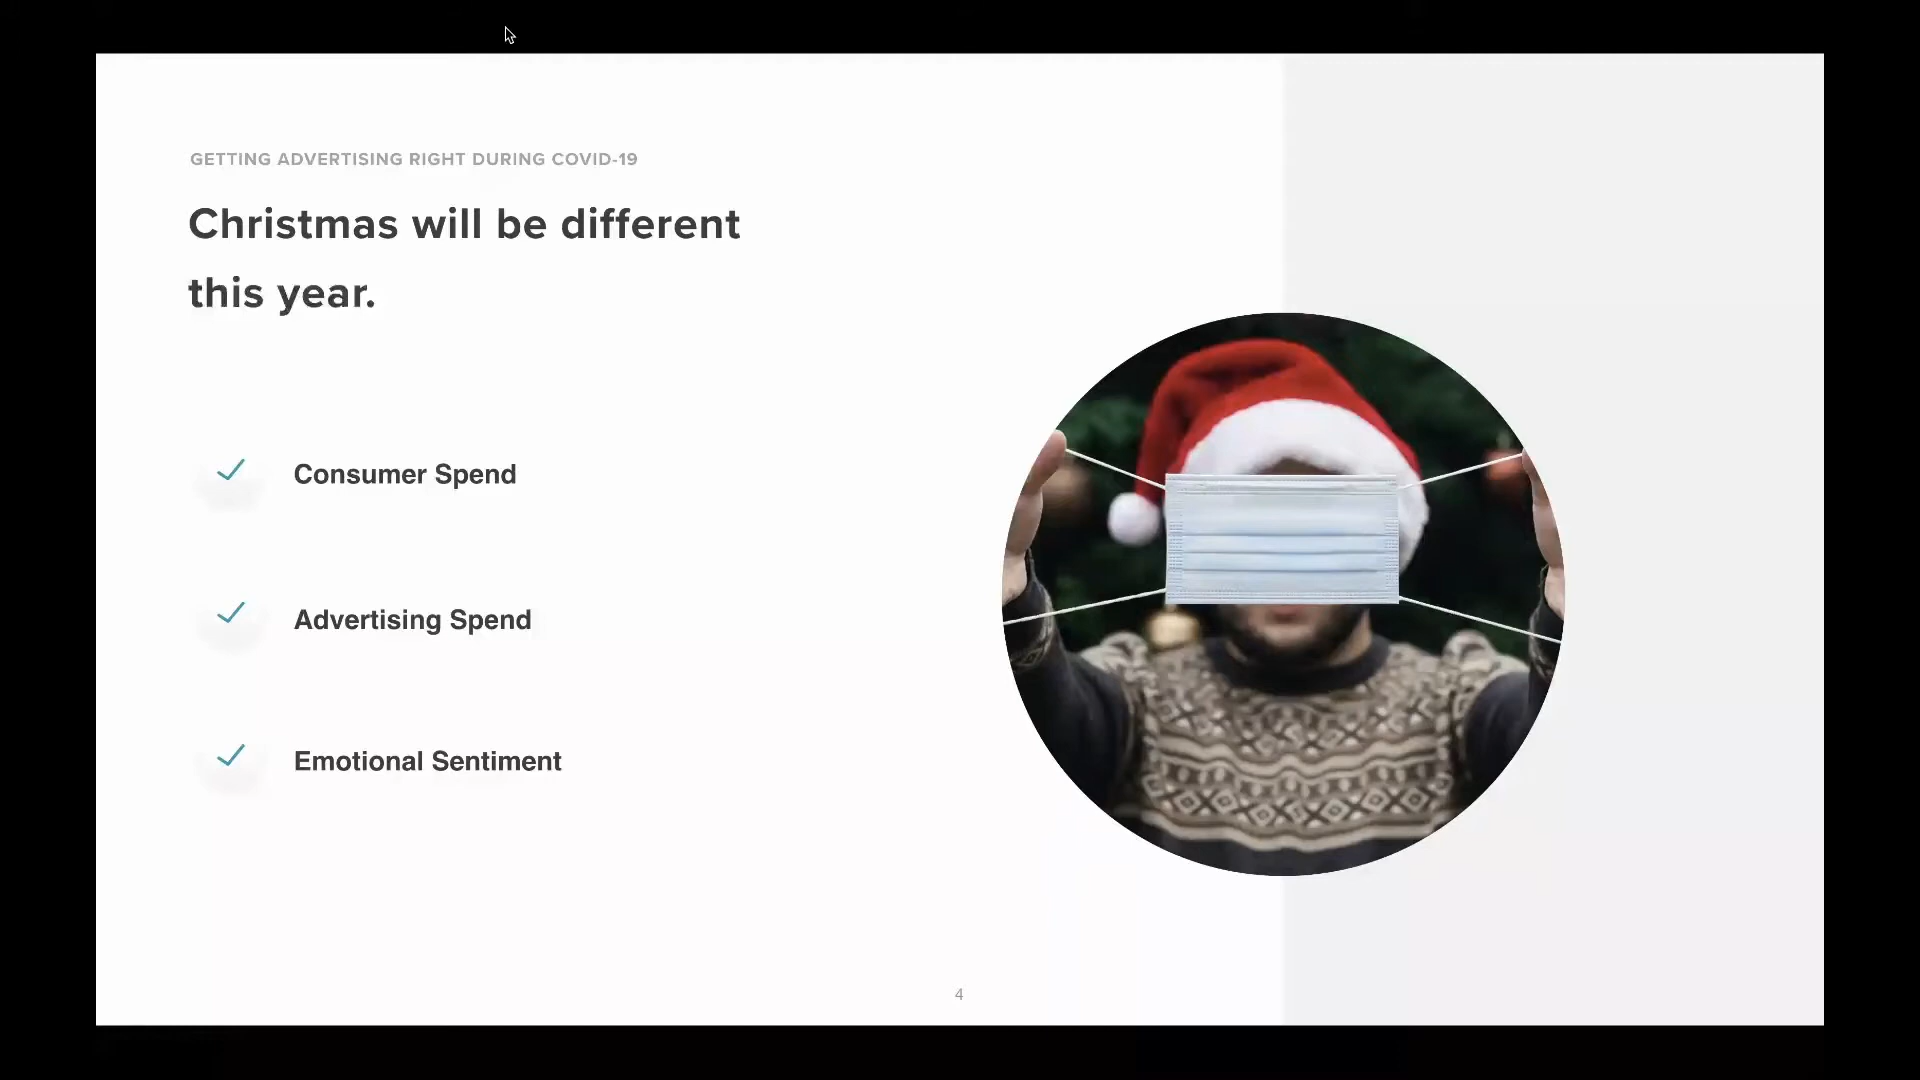 GETTING ADVERTISING RIGHT DURING COVID-19
Christmas will be different
this year.
Consumer Spend
Advertising Spend
Emotional Sentiment
4